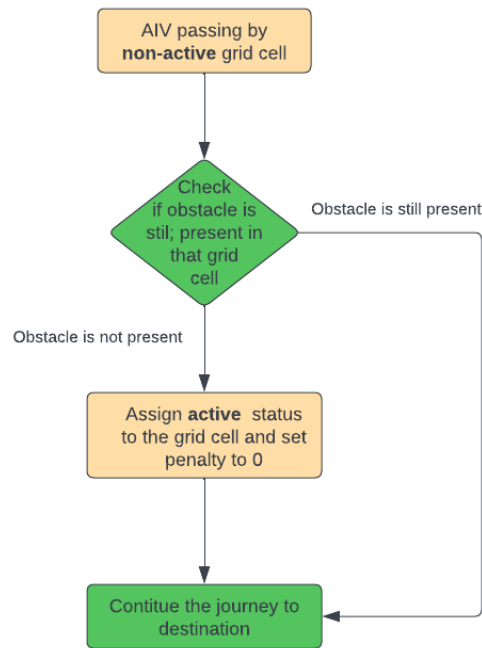 AIV passing by
non-active grid cell
Check
if obstacle is
stil; present in
that grid
cell
Obstacle is still present
Obstacle is not present
Assign active status
to the grid cell and set
penalty to 0
Contitue the journey to
destination